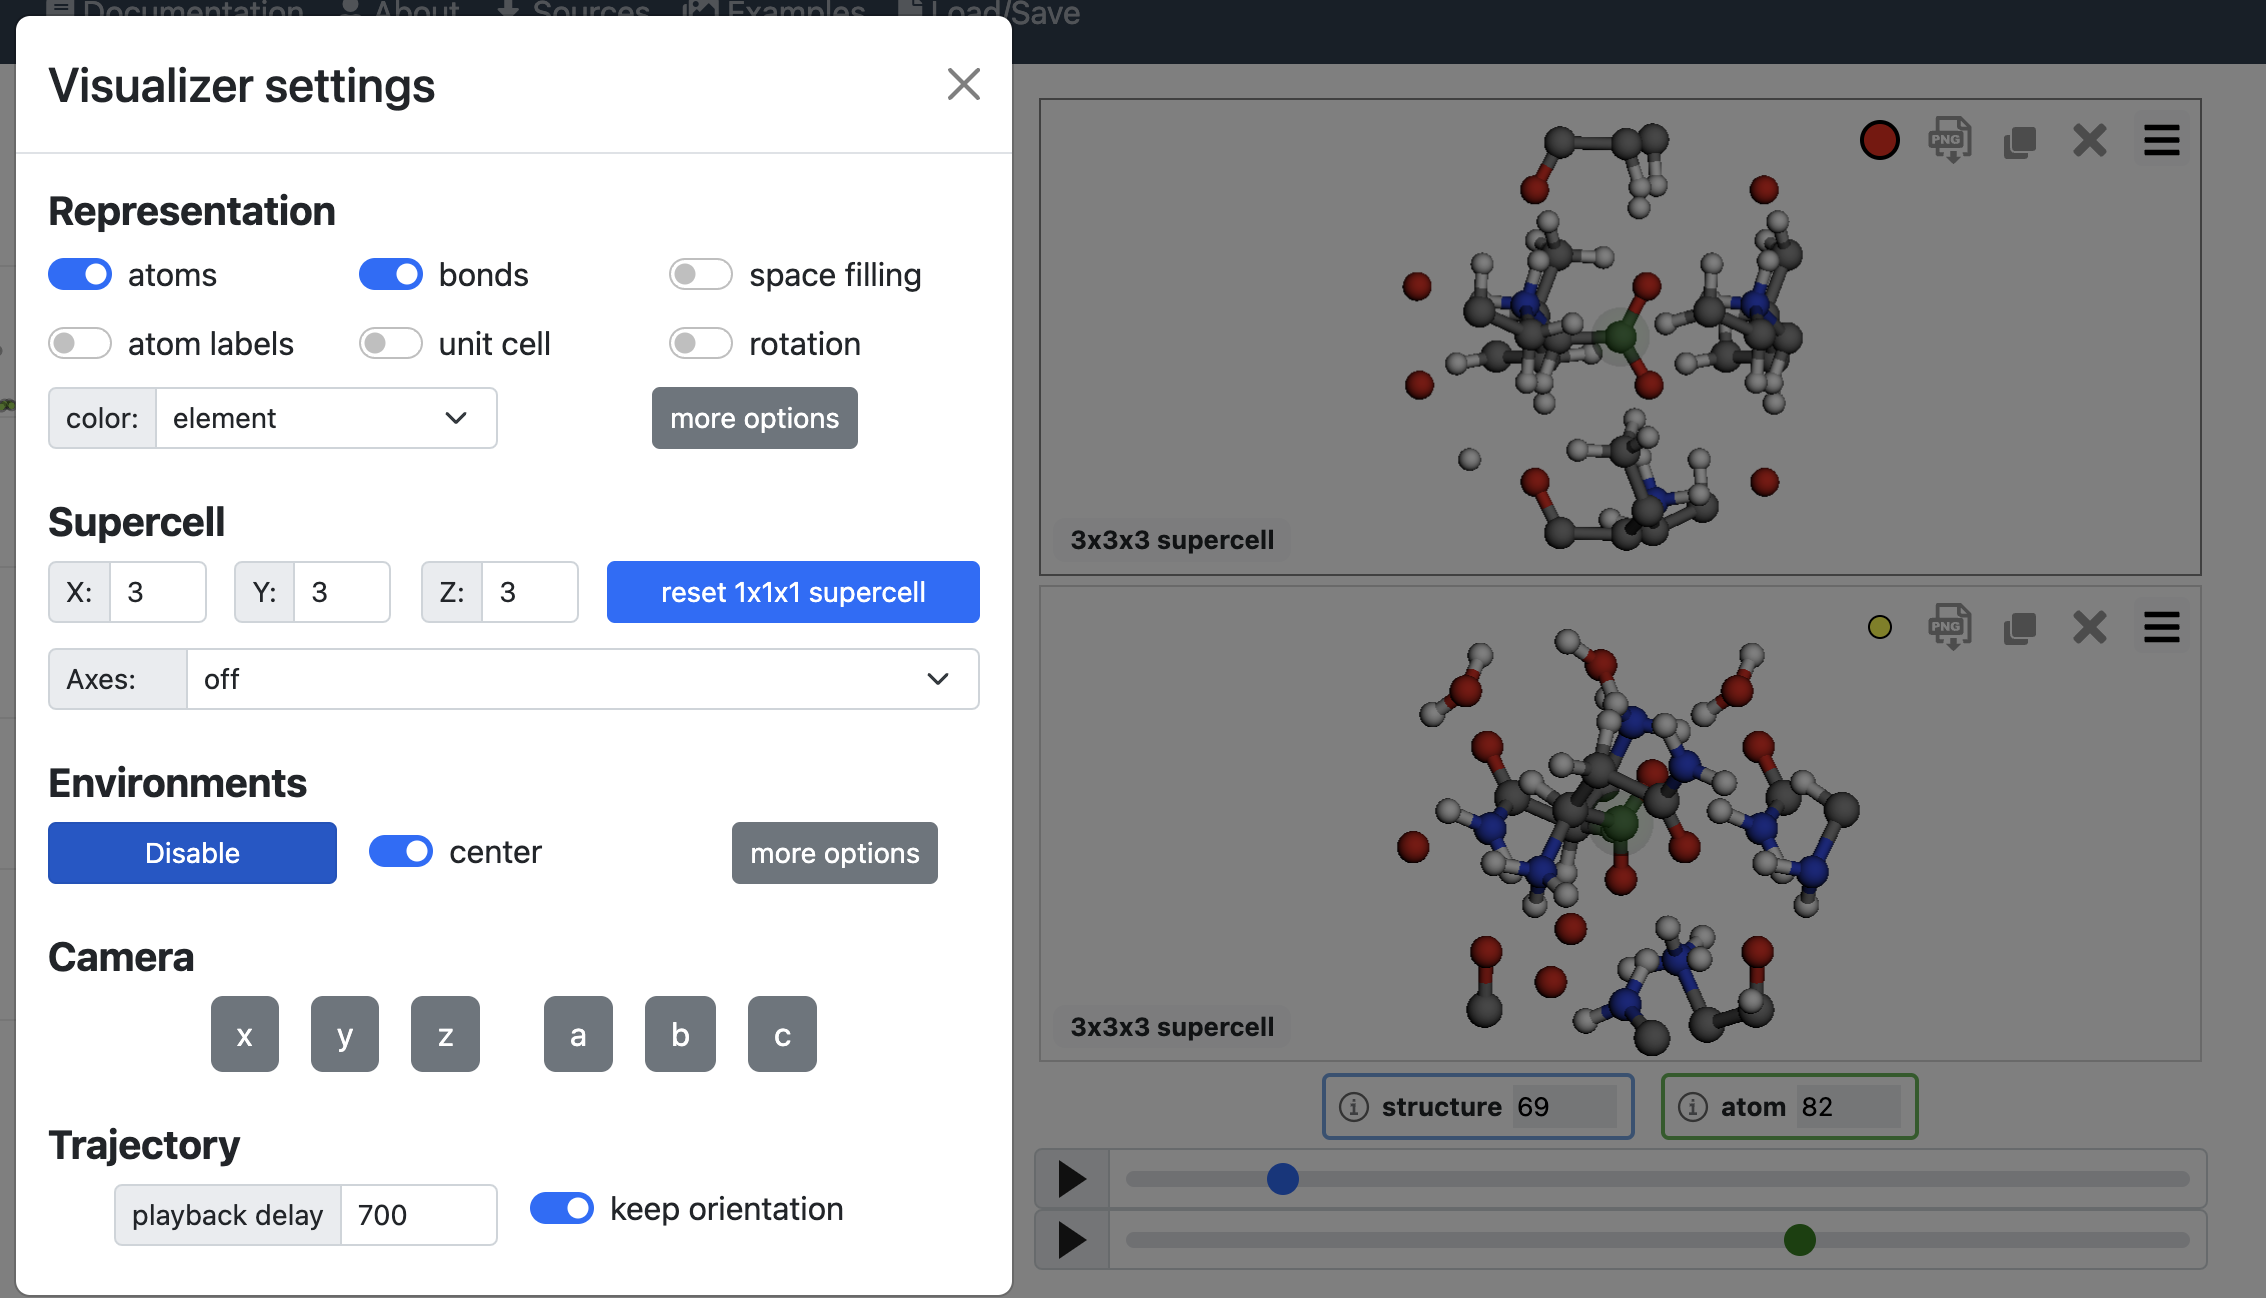 Documentation About Sources Examples Load/Save
Visualizer settings
Representation
atoms bonds space filling
atom labels unit cell rotation
color: element more options
Supercell
X: 3 Y: 3 Z: 3 reset 1x1x1 supercell
Axes: off
Environments
Disable center more options
Camera
x y z a b c
Trajectory
playback delay 700 keep orientation
PNG
3x3x3 supercell
PNG
3x3x3 supercell
structure 69 atom 82